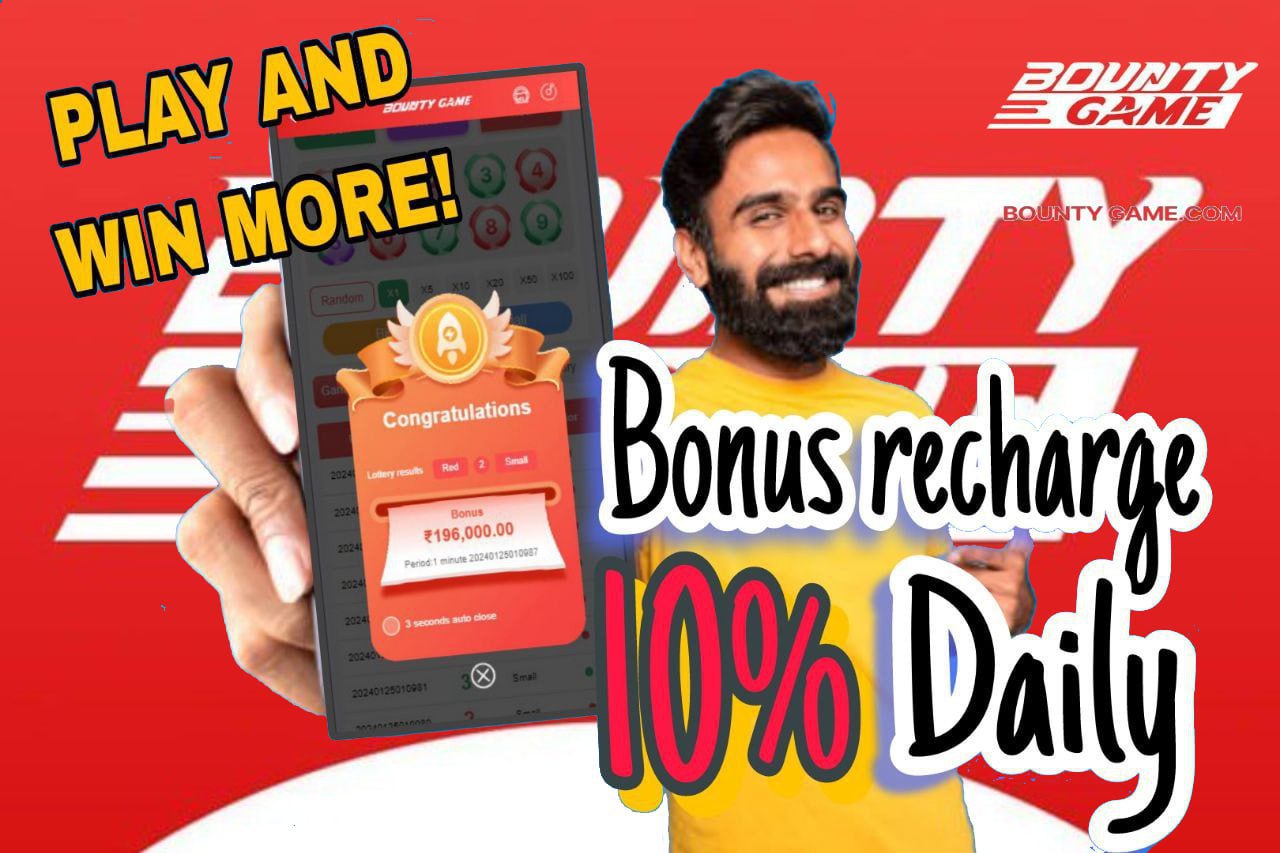 PLAY AND
WIN MORE!
BOUNTY
GAME
BOUNTY GAME.COM
BOUNTY GAME
3 4
8 9
Random X1 X5 X10 X20 X50 X100
Congratulations
Lottery results Red 2 Small
Bonus
₹196,000.00
Period:1 minute 20240125010987
3 seconds auto close
20240125010981 3 Small
Bonus recharge
10% Daily